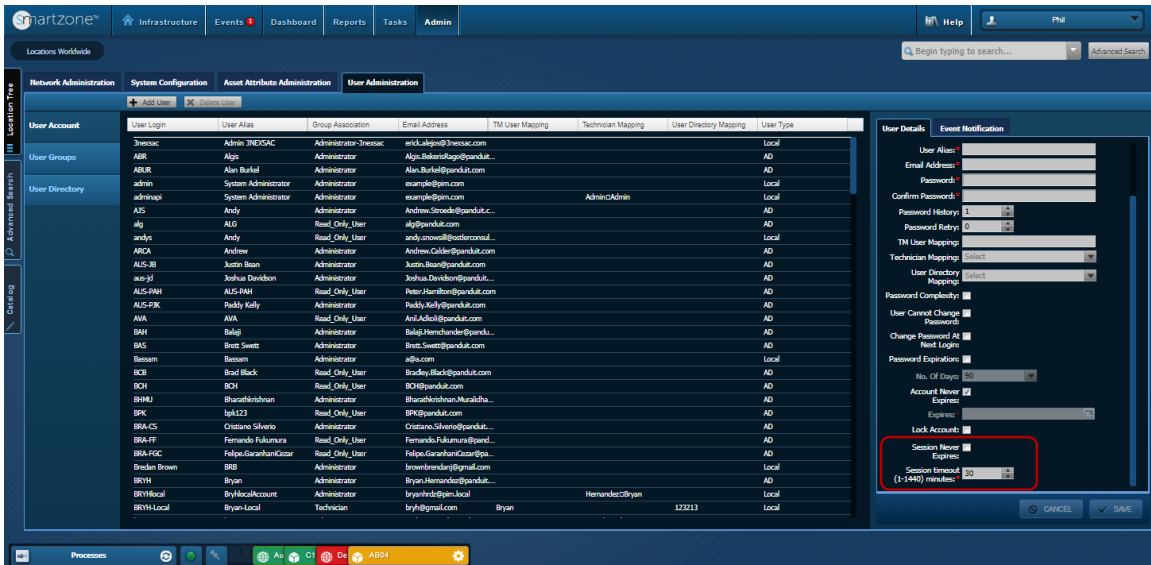 smartzone™ Infrastructure Events 1 Dashboard Reports Tasks Admin Help Phil
Locations Worldwide Begin typing to search... Advanced Search
Location Tree
Advanced Search
Catalog
Network Administration System Configuration Asset Attribute Administration User Administration
Add User Delete User
User Account
User Groups
User Directory
User Login User Alias Group Association Email Address TM User Mapping Technician Mapping User Directory Mapping User Type
3nexsac Admin 3NEXSAC Administrator-3nexsac erick.alejos@3nexsac.com Local
ABR Algis Administrator Algis.BekerisRago@panduit... AD
ABUR Alan Burkel Administrator Alan.Burkel@panduit.com AD
admin System Administrator Administrator example@pim.com Local
adminapi System Administrator Administrator example@pim.com Admin□Admin Local
AJS Andy Administrator Andrew.Stroede@panduit.c... AD
alg ALG Read_Only_User alg@panduit.com AD
andys Andy Read_Only_User andy.snowsill@ostlerconsul... Local
ARCA Andrew Administrator Andrew.Calder@panduit.com AD
AUS-JB Justin Bean Administrator Justin.Bean@panduit.com AD
aus-jd Joshua Davidson Administrator Joshua.Davidson@panduit.... AD
AUS-PAH AUS-PAH Read_Only_User Peter.Hamilton@panduit.com AD
AUS-PJK Paddy Kelly Administrator Paddy.Kelly@panduit.com AD
AVA AVA Read_Only_User Anil.Adkoli@panduit.com AD
BAH Balaji Administrator Balaji.Hemchander@pandu... AD
BAS Brett Swett Administrator Brett.Swett@panduit.com AD
Bassam Bassam Administrator a@a.com Local
BCB Brad Black Read_Only_User Bradley.Black@panduit.com AD
BCH BCH Read_Only_User BCH@panduit.com AD
BHMU Bharathkrishnan Administrator Bharathkrishnan.Muralidha... AD
BPK bpk123 Read_Only_User BPK@panduit.com AD
BRA-CS Cristiano Silverio Administrator Cristiano.Silverio@panduit.... AD
BRA-FF Fernando Fukumura Read_Only_User Fernando.Fukumura@pand... AD
BRA-FGC Felipe.GaranhaniCezar Read_Only_User Felipe.GaranhaniCezar@pa... AD
Bredan Brown BRB Administrator brownbrendanj@gmail.com Local
BRYH Bryan Administrator Bryan.Hernandez@panduit.... AD
BRYHlocal BryhlocalAccount Administrator bryanhrdz@pim.local Hernandez□Bryan Local
BRYH-Local Bryan-Local Technician bryh@gmail.com Bryan 123213 Local
User Details Event Notification
User Alias:*
Email Address:*
Password:*
Confirm Password:*
Password History: 1
Password Retry: 0
TM User Mapping:
Technician Mapping: Select
User Directory
Mapping: Select
Password Complexity:
User Cannot Change
Password:
Change Password At
Next Login:
Password Expiration:
No. Of Days: 90
Account Never
Expires:
Expires:*
Lock Account:
Session Never
Expires:
Session timeout
(1-1440) minutes:* 30
CANCEL SAVE
Processes Au C1 De AB04